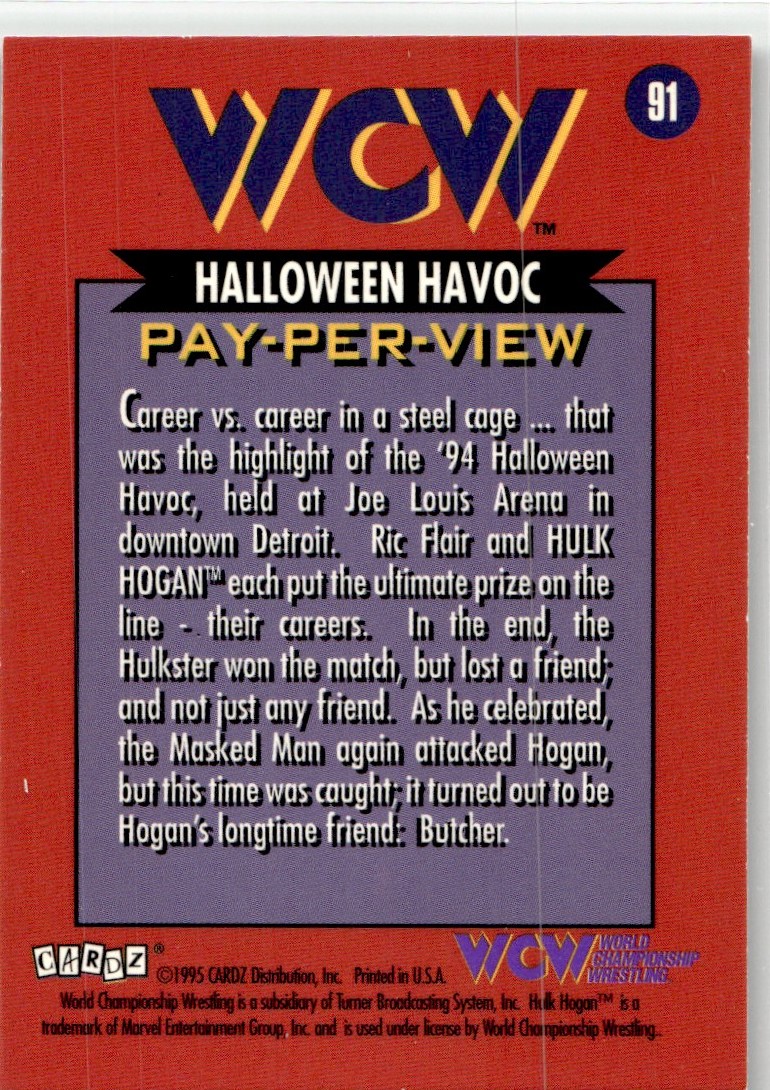 91
WCW™
HALLOWEEN HAVOC
PAY-PER-VIEW
Career vs. career in a steel cage ... that
was the highlight of the '94 Halloween
Havoc, held at Joe Louis Arena in
downtown Detroit. Ric Flair and HULK
HOGAN™ each put the ultimate prize on the
line - their careers. In the end, the
Hulkster won the match, but lost a friend;
and not just any friend. As he celebrated,
the Masked Man again attacked Hogan,
but this time was caught; it turned out to be
Hogan's longtime friend: Butcher.
CARDZ®
©1995 CARDZ Distribution, Inc. Printed in U.S.A.
WCW WORLD
CHAMPIONSHIP
WRESTLING
World Championship Wrestling is a subsidiary of Turner Broadcasting System, Inc. Hulk Hogan™ is a
trademark of Marvel Entertainment Group, Inc. and is used under license by World Championship Wrestling..